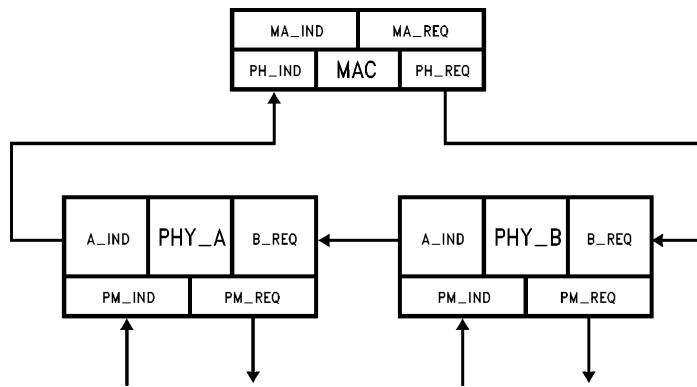 MA_IND MA_REQ
PH_IND MAC PH_REQ
A_IND PHY_A B_REQ A_IND PHY_B B_REQ
PM_IND PM_REQ PM_IND PM_REQ